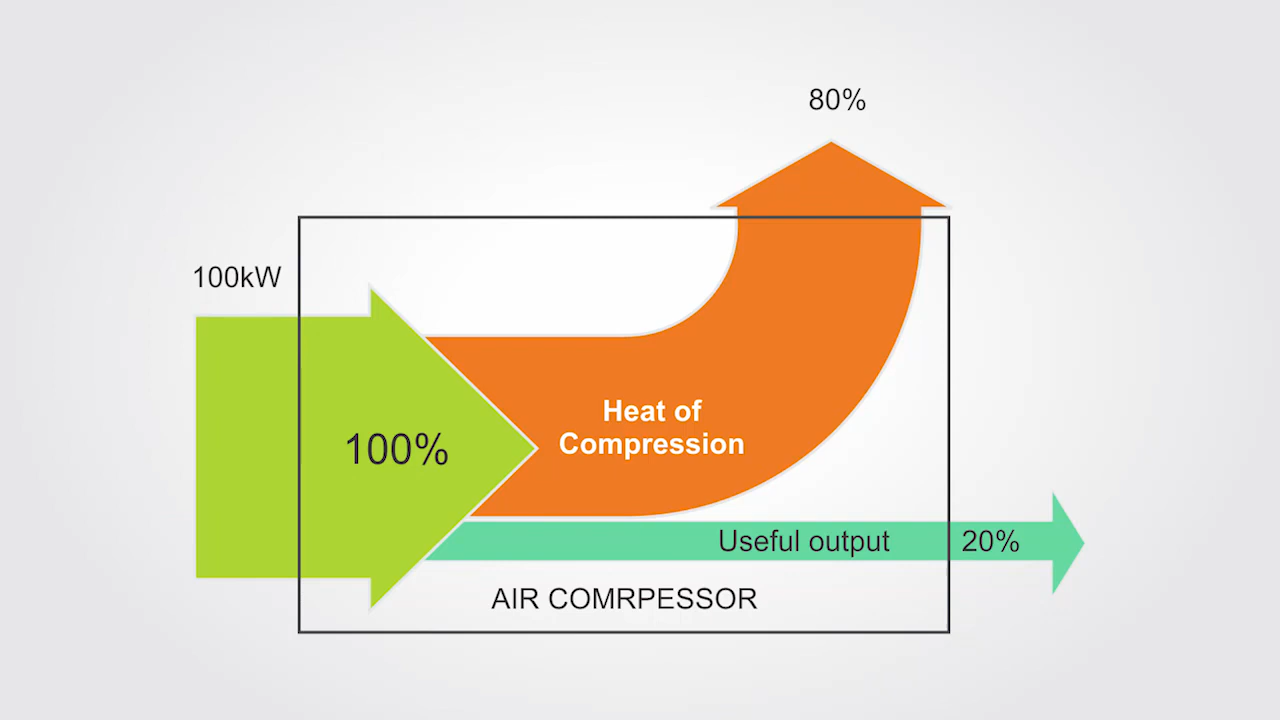 80%
100kW
100%
Heat of
Compression
Useful output
20%
AIR COMRPESSOR